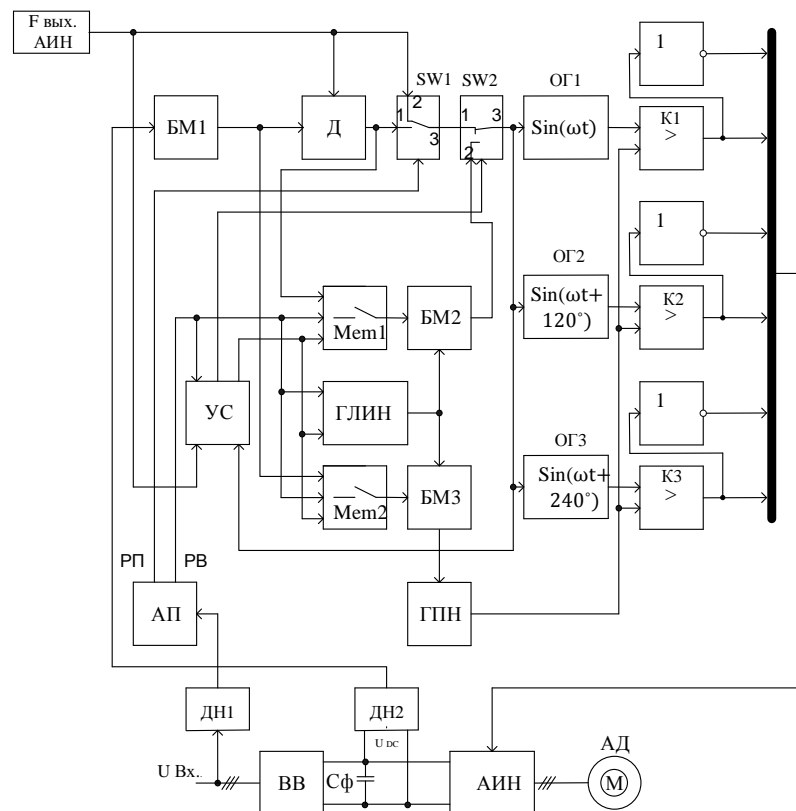 F вых.
АИН
БМ1
Д
SW1
1
2
3
SW2
1
3
2
ОГ1
Sin(ωt)
1
К1
>
1
ОГ2
Sin(ωt+
120°)
К2
>
Mem1
БМ2
УС
ГЛИН
1
ОГ3
Sin(ωt+
240°)
К3
>
Mem2
БМ3
РП
РВ
АП
ГПН
ДН1
ДН2
U DC
U Вх..
ВВ
Сф
АИН
АД
М